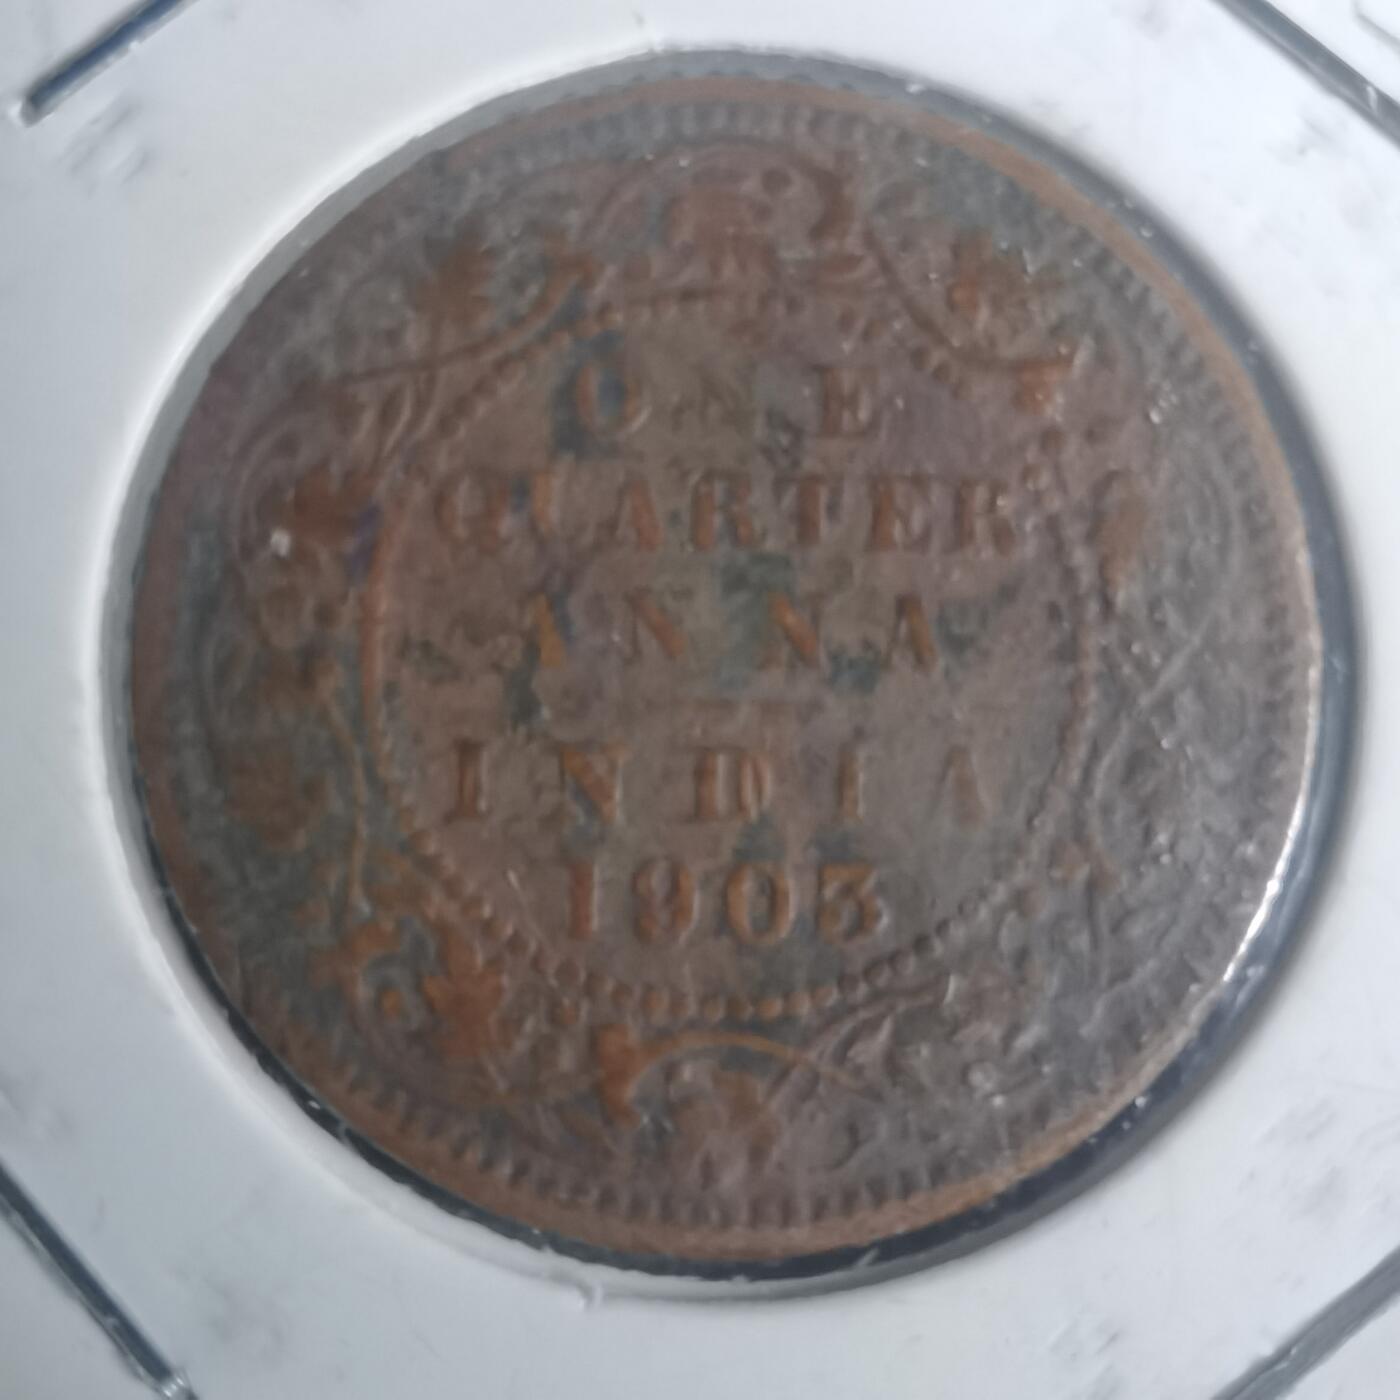 ONE
QUARTER
ANNA
INDIA
1903